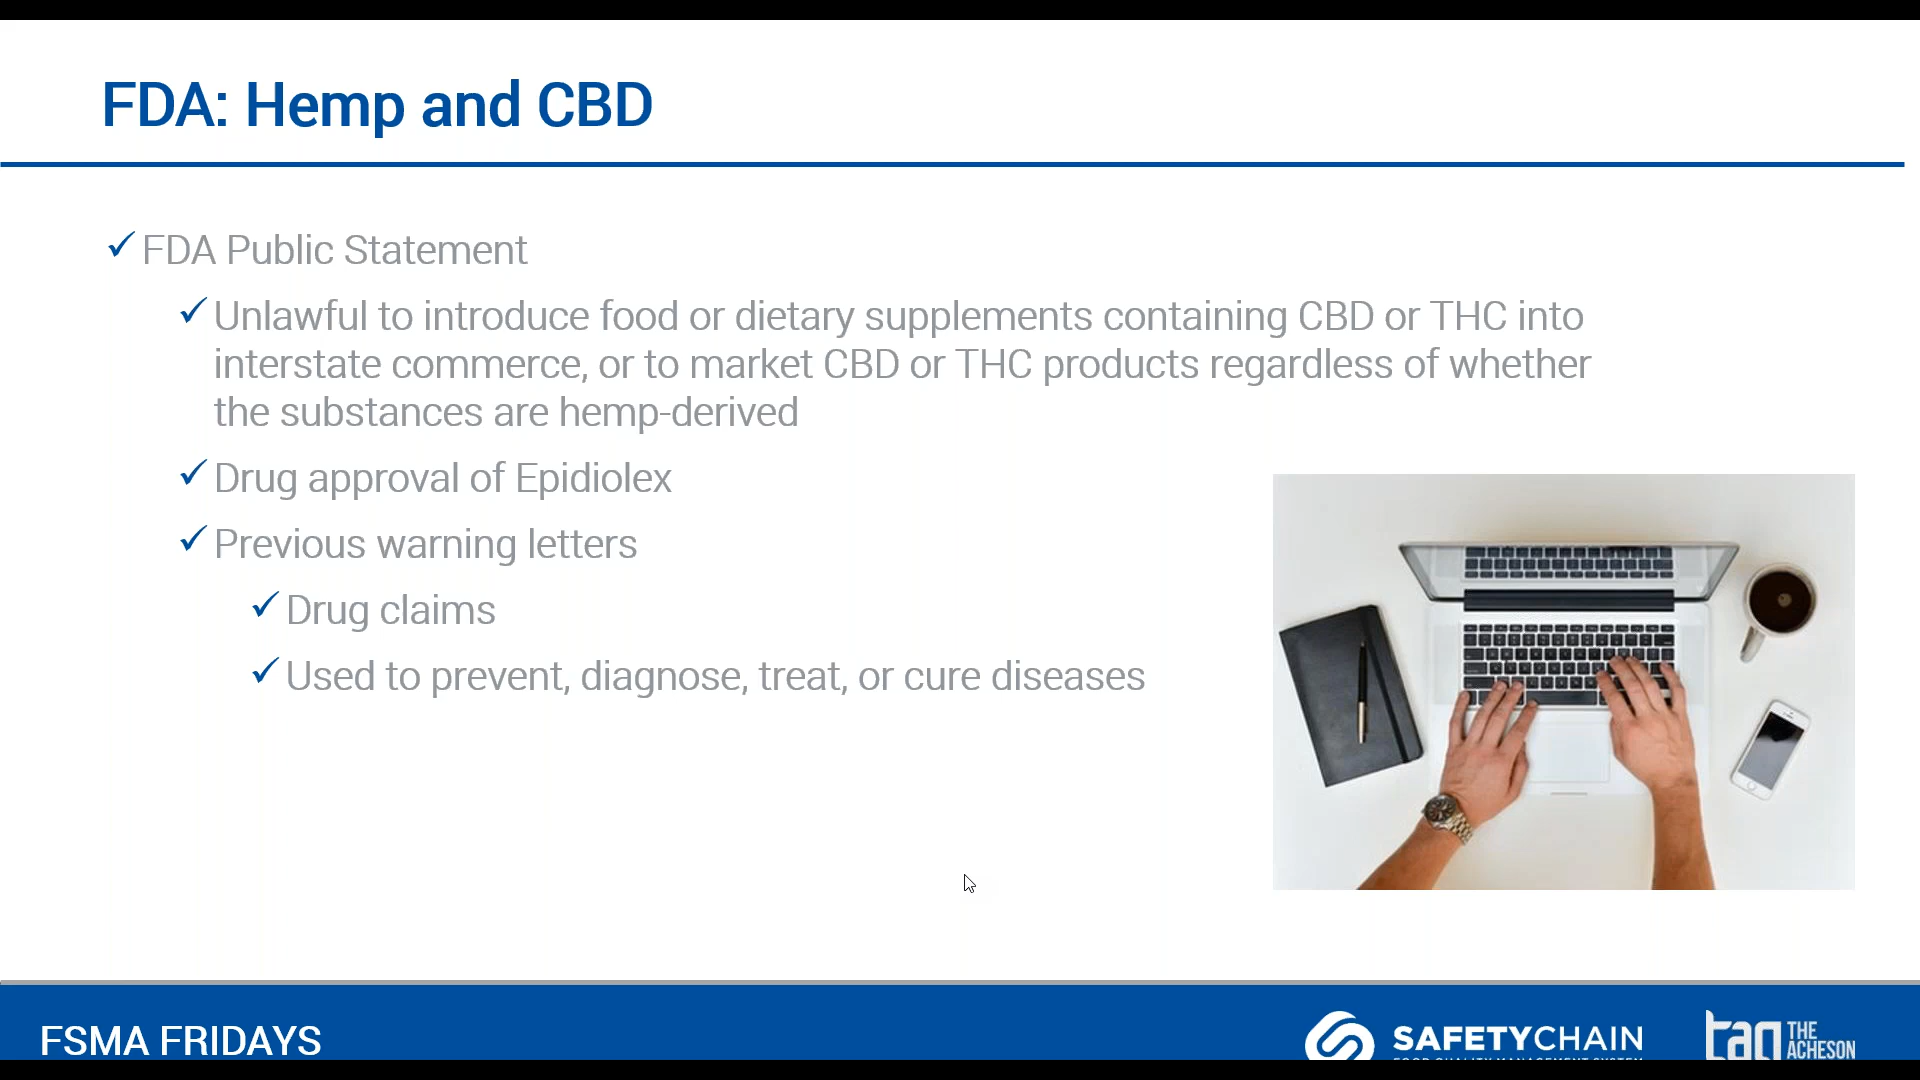 FDA: Hemp and CBD
FDA Public Statement
Unlawful to introduce food or dietary supplements containing CBD or THC into
interstate commerce, or to market CBD or THC products regardless of whether
the substances are hemp-derived
Drug approval of Epidiolex
Previous warning letters
Drug claims
Used to prevent, diagnose, treat, or cure diseases
FSMA FRIDAYS
SAFETYCHAIN
tag THE
ACHESON